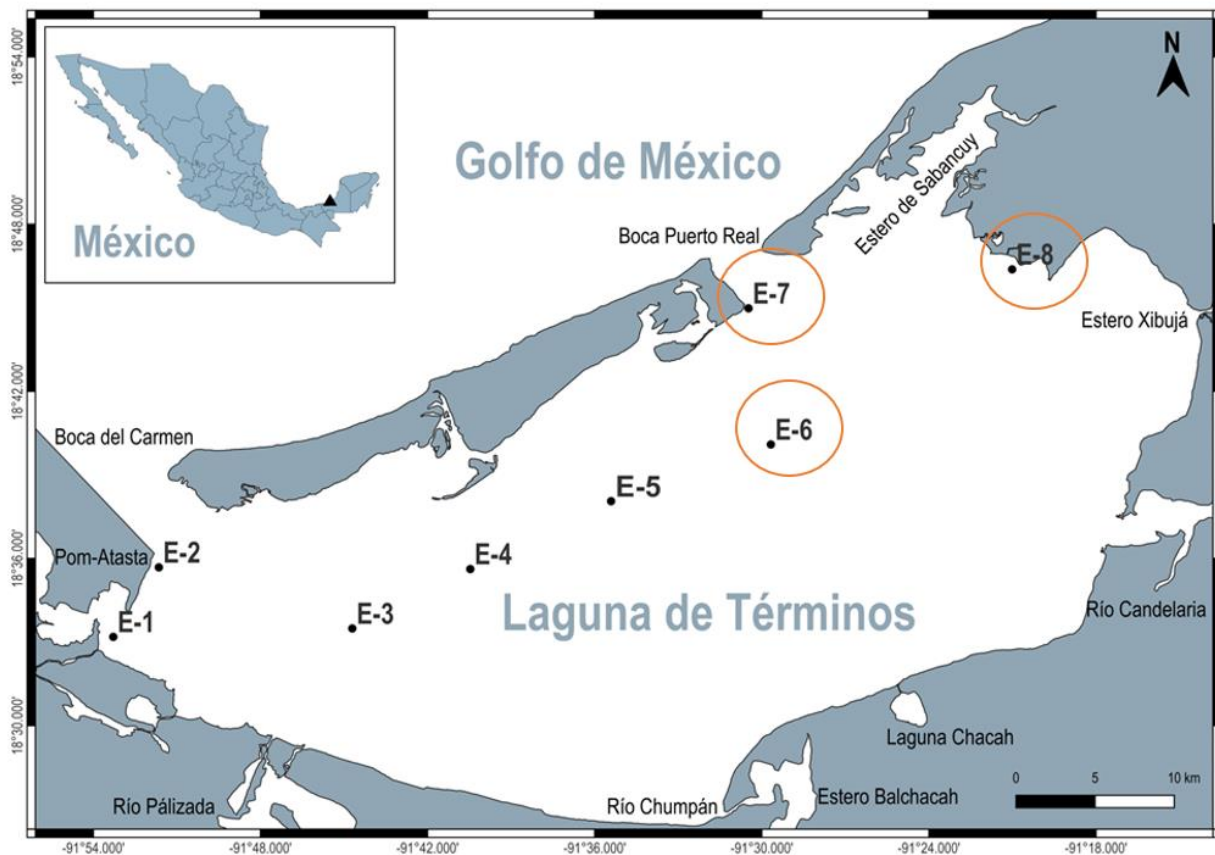 18°54.000'
N
Golfo de México
México
Estero de Sabancuy
18°48.000'
Boca Puerto Real
E-8
E-7
Estero Xibujá
18°42.000'
Boca del Carmen
E-6
E-5
18°36.000'
Pom-Atasta
E-2
E-4
Laguna de Términos
Río Candelaria
E-1
E-3
18°30.000'
Laguna Chacah
0 5 10 km
Río Pálizada
Río Chumpán
Estero Balchacah
-91°54.000' -91°48.000' -91°42.000' -91°36.000' -91°30.000' -91°24.000' -91°18.000'